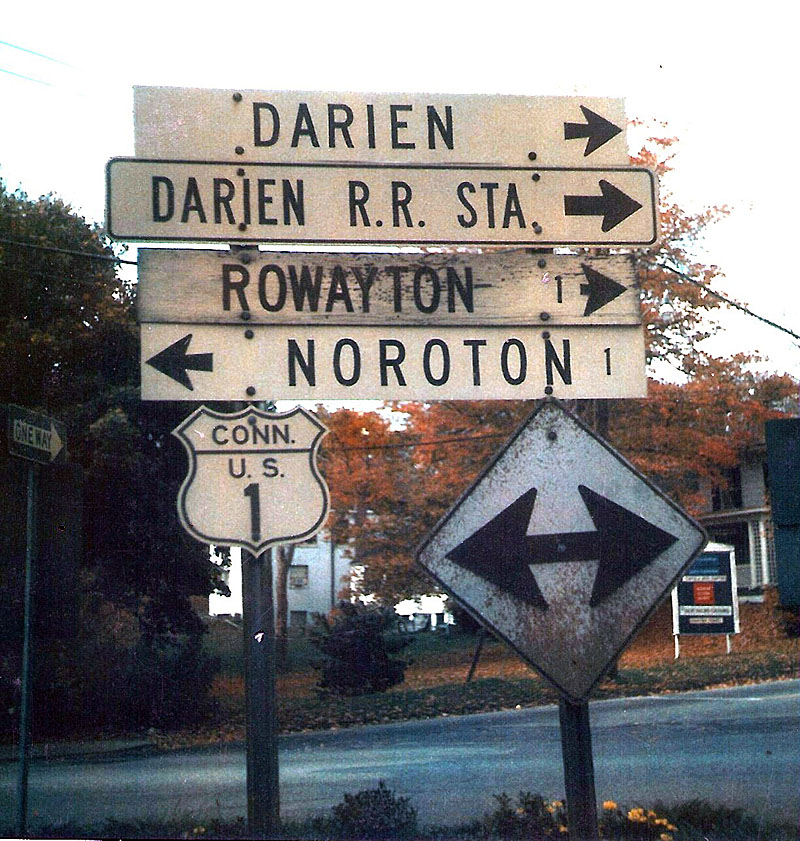 DARIEN
DARIEN R.R. STA.
ROWAYTON 1
NOROTON 1
ONE WAY
CONN.
U. S.
1